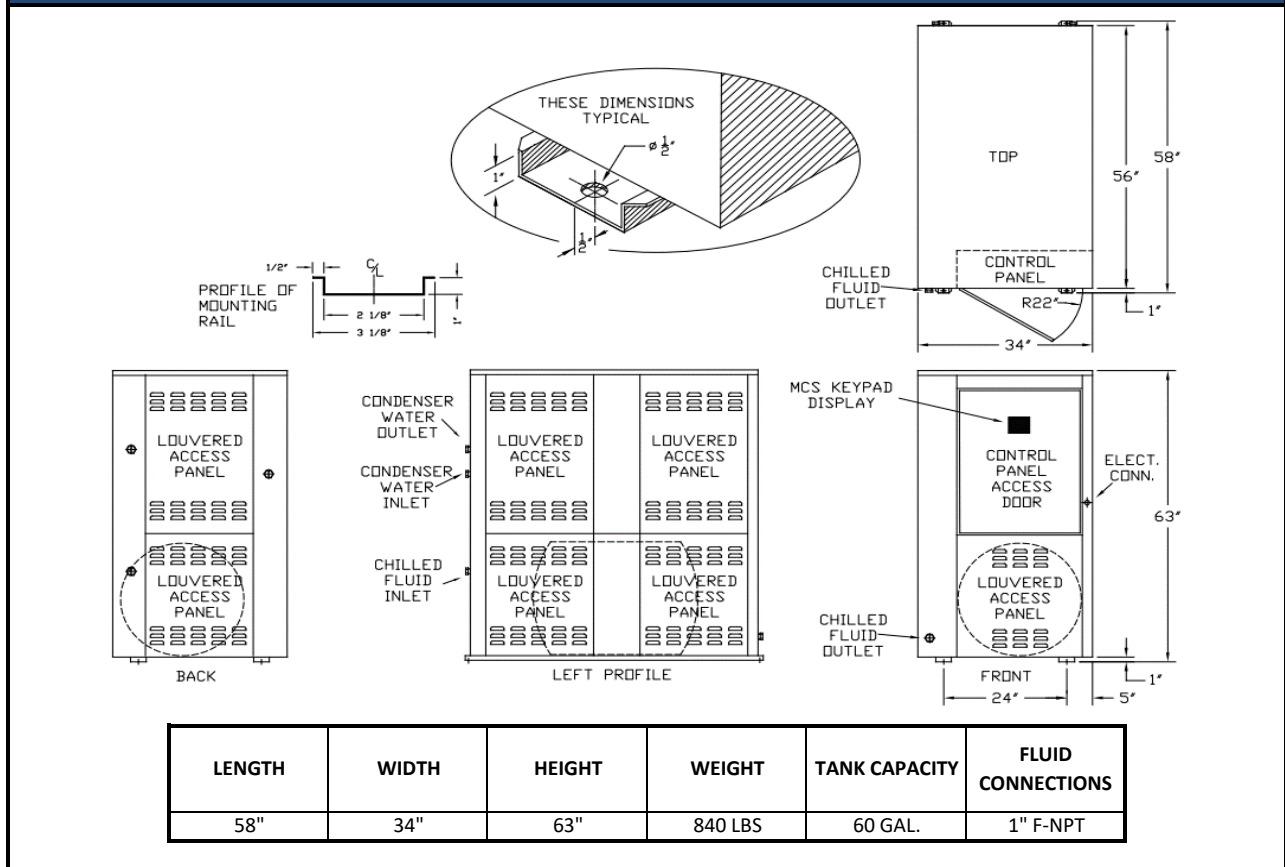 THESE DIMENSIONS
TYPICAL
ø 1/2"
1"
1/2"
TOP
56"
58"
CONTROL
PANEL
CHILLED
FLUID
OUTLET
R22"
1"
34"
1/2"
C/L
PROFILE OF
MOUNTING
RAIL
2 1/8"
3 1/8"
1"
LOUVERED
ACCESS
PANEL
LOUVERED
ACCESS
PANEL
BACK
CONDENSER
WATER
OUTLET
CONDENSER
WATER
INLET
CHILLED
FLUID
INLET
LOUVERED
ACCESS
PANEL
LOUVERED
ACCESS
PANEL
LOUVERED
ACCESS
PANEL
LOUVERED
ACCESS
PANEL
LEFT PROFILE
MCS KEYPAD
DISPLAY
CONTROL
PANEL
ACCESS
DOOR
ELECT.
CONN.
63"
LOUVERED
ACCESS
PANEL
CHILLED
FLUID
OUTLET
FRONT
1"
24"
5"
LENGTH WIDTH HEIGHT WEIGHT TANK CAPACITY FLUID
CONNECTIONS
58" 34" 63" 840 LBS 60 GAL. 1" F-NPT